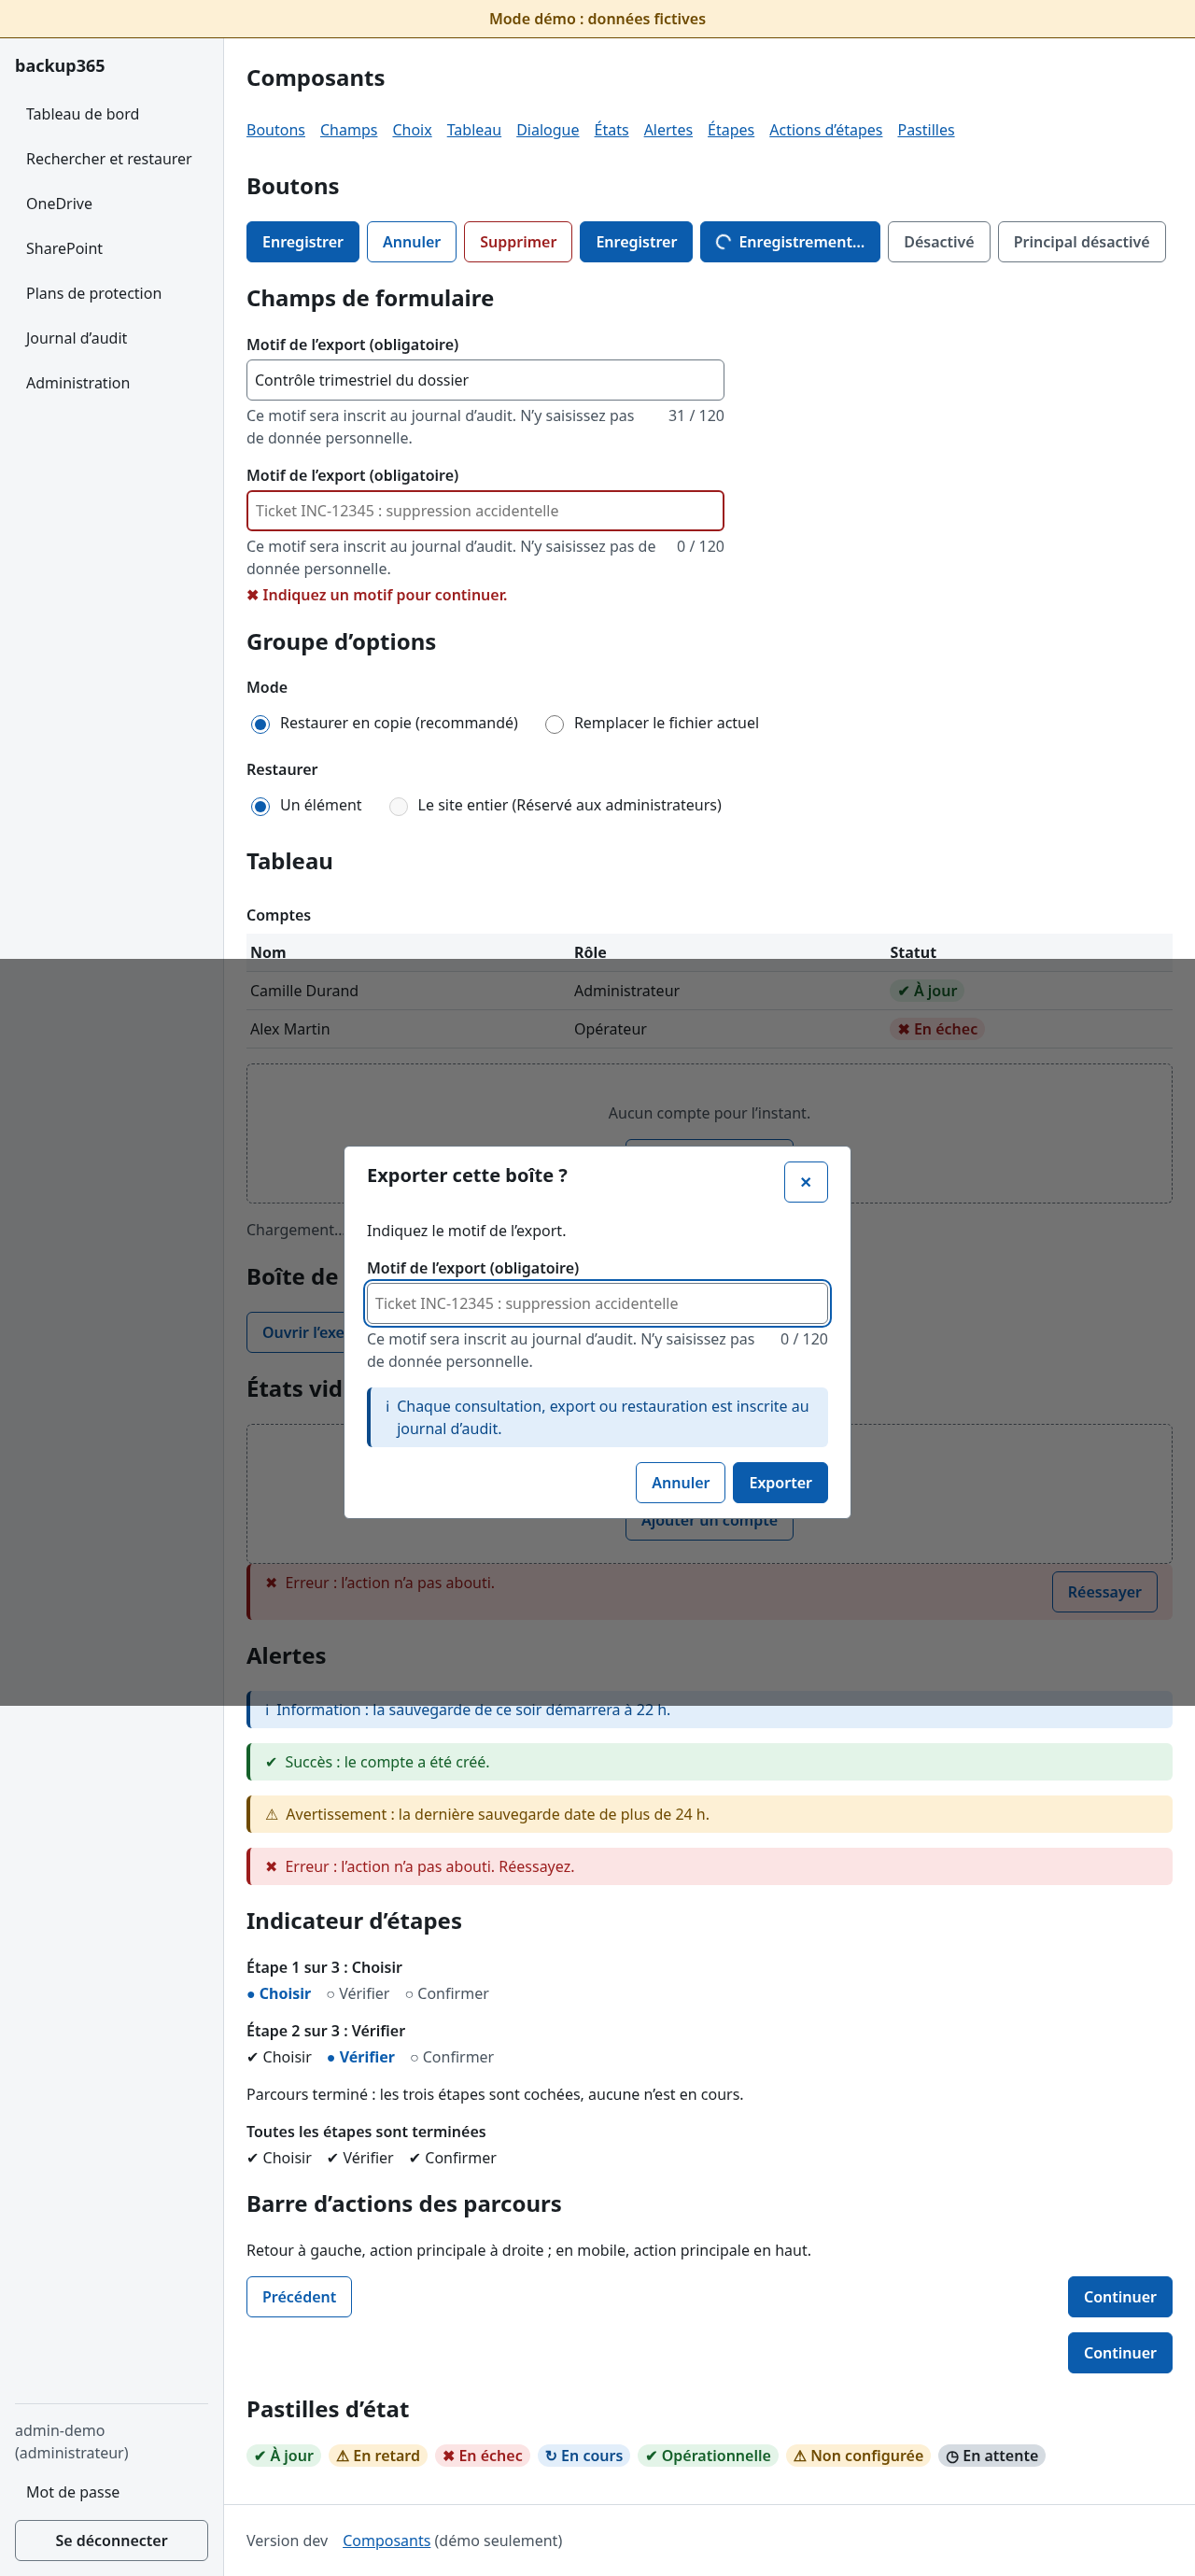 Mode démo : données fictives
backup365
Tableau de bord
Rechercher et restaurer
OneDrive
SharePoint
Plans de protection
Journal d’audit
Administration
Composants
Boutons Champs Choix Tableau Dialogue États Alertes Étapes Actions d’étapes Pastilles
Boutons
Enregistrer Annuler Supprimer Enregistrer Enregistrement… Désactivé Principal désactivé
Champs de formulaire
Motif de l’export (obligatoire)
Contrôle trimestriel du dossier
Ce motif sera inscrit au journal d’audit. N’y saisissez pas 31 / 120
de donnée personnelle.
Motif de l’export (obligatoire)
Ticket INC-12345 : suppression accidentelle
Ce motif sera inscrit au journal d’audit. N’y saisissez pas de 0 / 120
donnée personnelle.
✖ Indiquez un motif pour continuer.
Groupe d’options
Mode
Restaurer en copie (recommandé) Remplacer le fichier actuel
Restaurer
Un élément Le site entier (Réservé aux administrateurs)
Tableau
Comptes
Nom Rôle Statut
Camille Durand Administrateur ✔ À jour
Alex Martin Opérateur ✖ En échec
Aucun compte pour l’instant.
Chargement…
Boîte de
Ouvrir l’exe
États vid
Exporter cette boîte ?
×
Indiquez le motif de l’export.
Motif de l’export (obligatoire)
Ticket INC-12345 : suppression accidentelle
Ce motif sera inscrit au journal d’audit. N’y saisissez pas 0 / 120
de donnée personnelle.
i Chaque consultation, export ou restauration est inscrite au
journal d’audit.
Annuler Exporter
Ajouter un compte
✖ Erreur : l’action n’a pas abouti. Réessayer
Alertes
i Information : la sauvegarde de ce soir démarrera à 22 h.
✔ Succès : le compte a été créé.
⚠ Avertissement : la dernière sauvegarde date de plus de 24 h.
✖ Erreur : l’action n’a pas abouti. Réessayez.
Indicateur d’étapes
Étape 1 sur 3 : Choisir
● Choisir ○ Vérifier ○ Confirmer
Étape 2 sur 3 : Vérifier
✔ Choisir ● Vérifier ○ Confirmer
Parcours terminé : les trois étapes sont cochées, aucune n’est en cours.
Toutes les étapes sont terminées
✔ Choisir ✔ Vérifier ✔ Confirmer
Barre d’actions des parcours
Retour à gauche, action principale à droite ; en mobile, action principale en haut.
Précédent Continuer
Continuer
Pastilles d’état
✔ À jour ⚠ En retard ✖ En échec ↻ En cours ✔ Opérationnelle ⚠ Non configurée ◷ En attente
admin-demo
(administrateur)
Mot de passe
Se déconnecter
Version dev Composants (démo seulement)